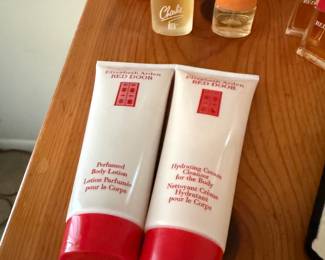 Charlie
Elizabeth Arden
RED DOOR
Perfumed
Body Lotion
Lotion Parfumée
pour le Corps
Elizabeth Arden
RED DOOR
Hydrating Cream
Cleanser
for the Body
Nettoyant Crème
Hydratant
pour le Corps